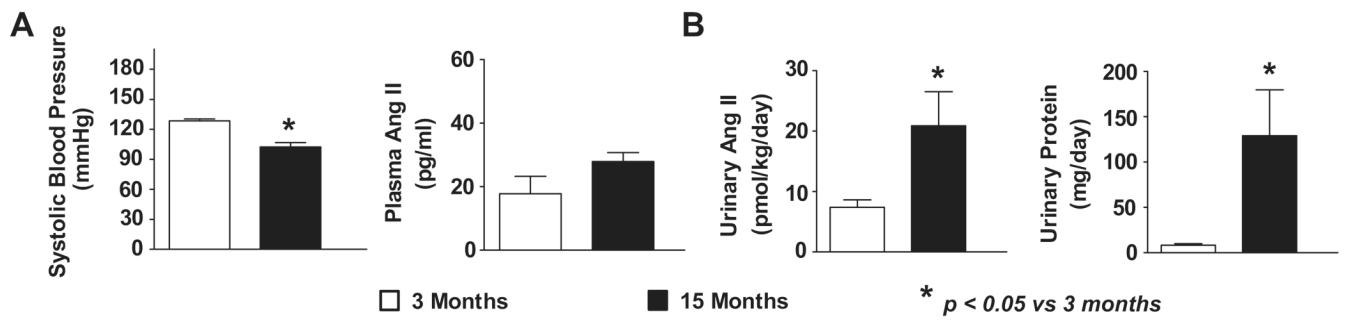 A
Systolic Blood Pressure
(mmHg)
180
150
120
90
60
30
0
*
Plasma Ang II
(pg/ml)
60
40
20
0
B
Urinary Ang II
(pmol/kg/day)
30
20
10
0
*
Urinary Protein
(mg/day)
200
150
100
50
0
*
3 Months
15 Months
* p < 0.05 vs 3 months